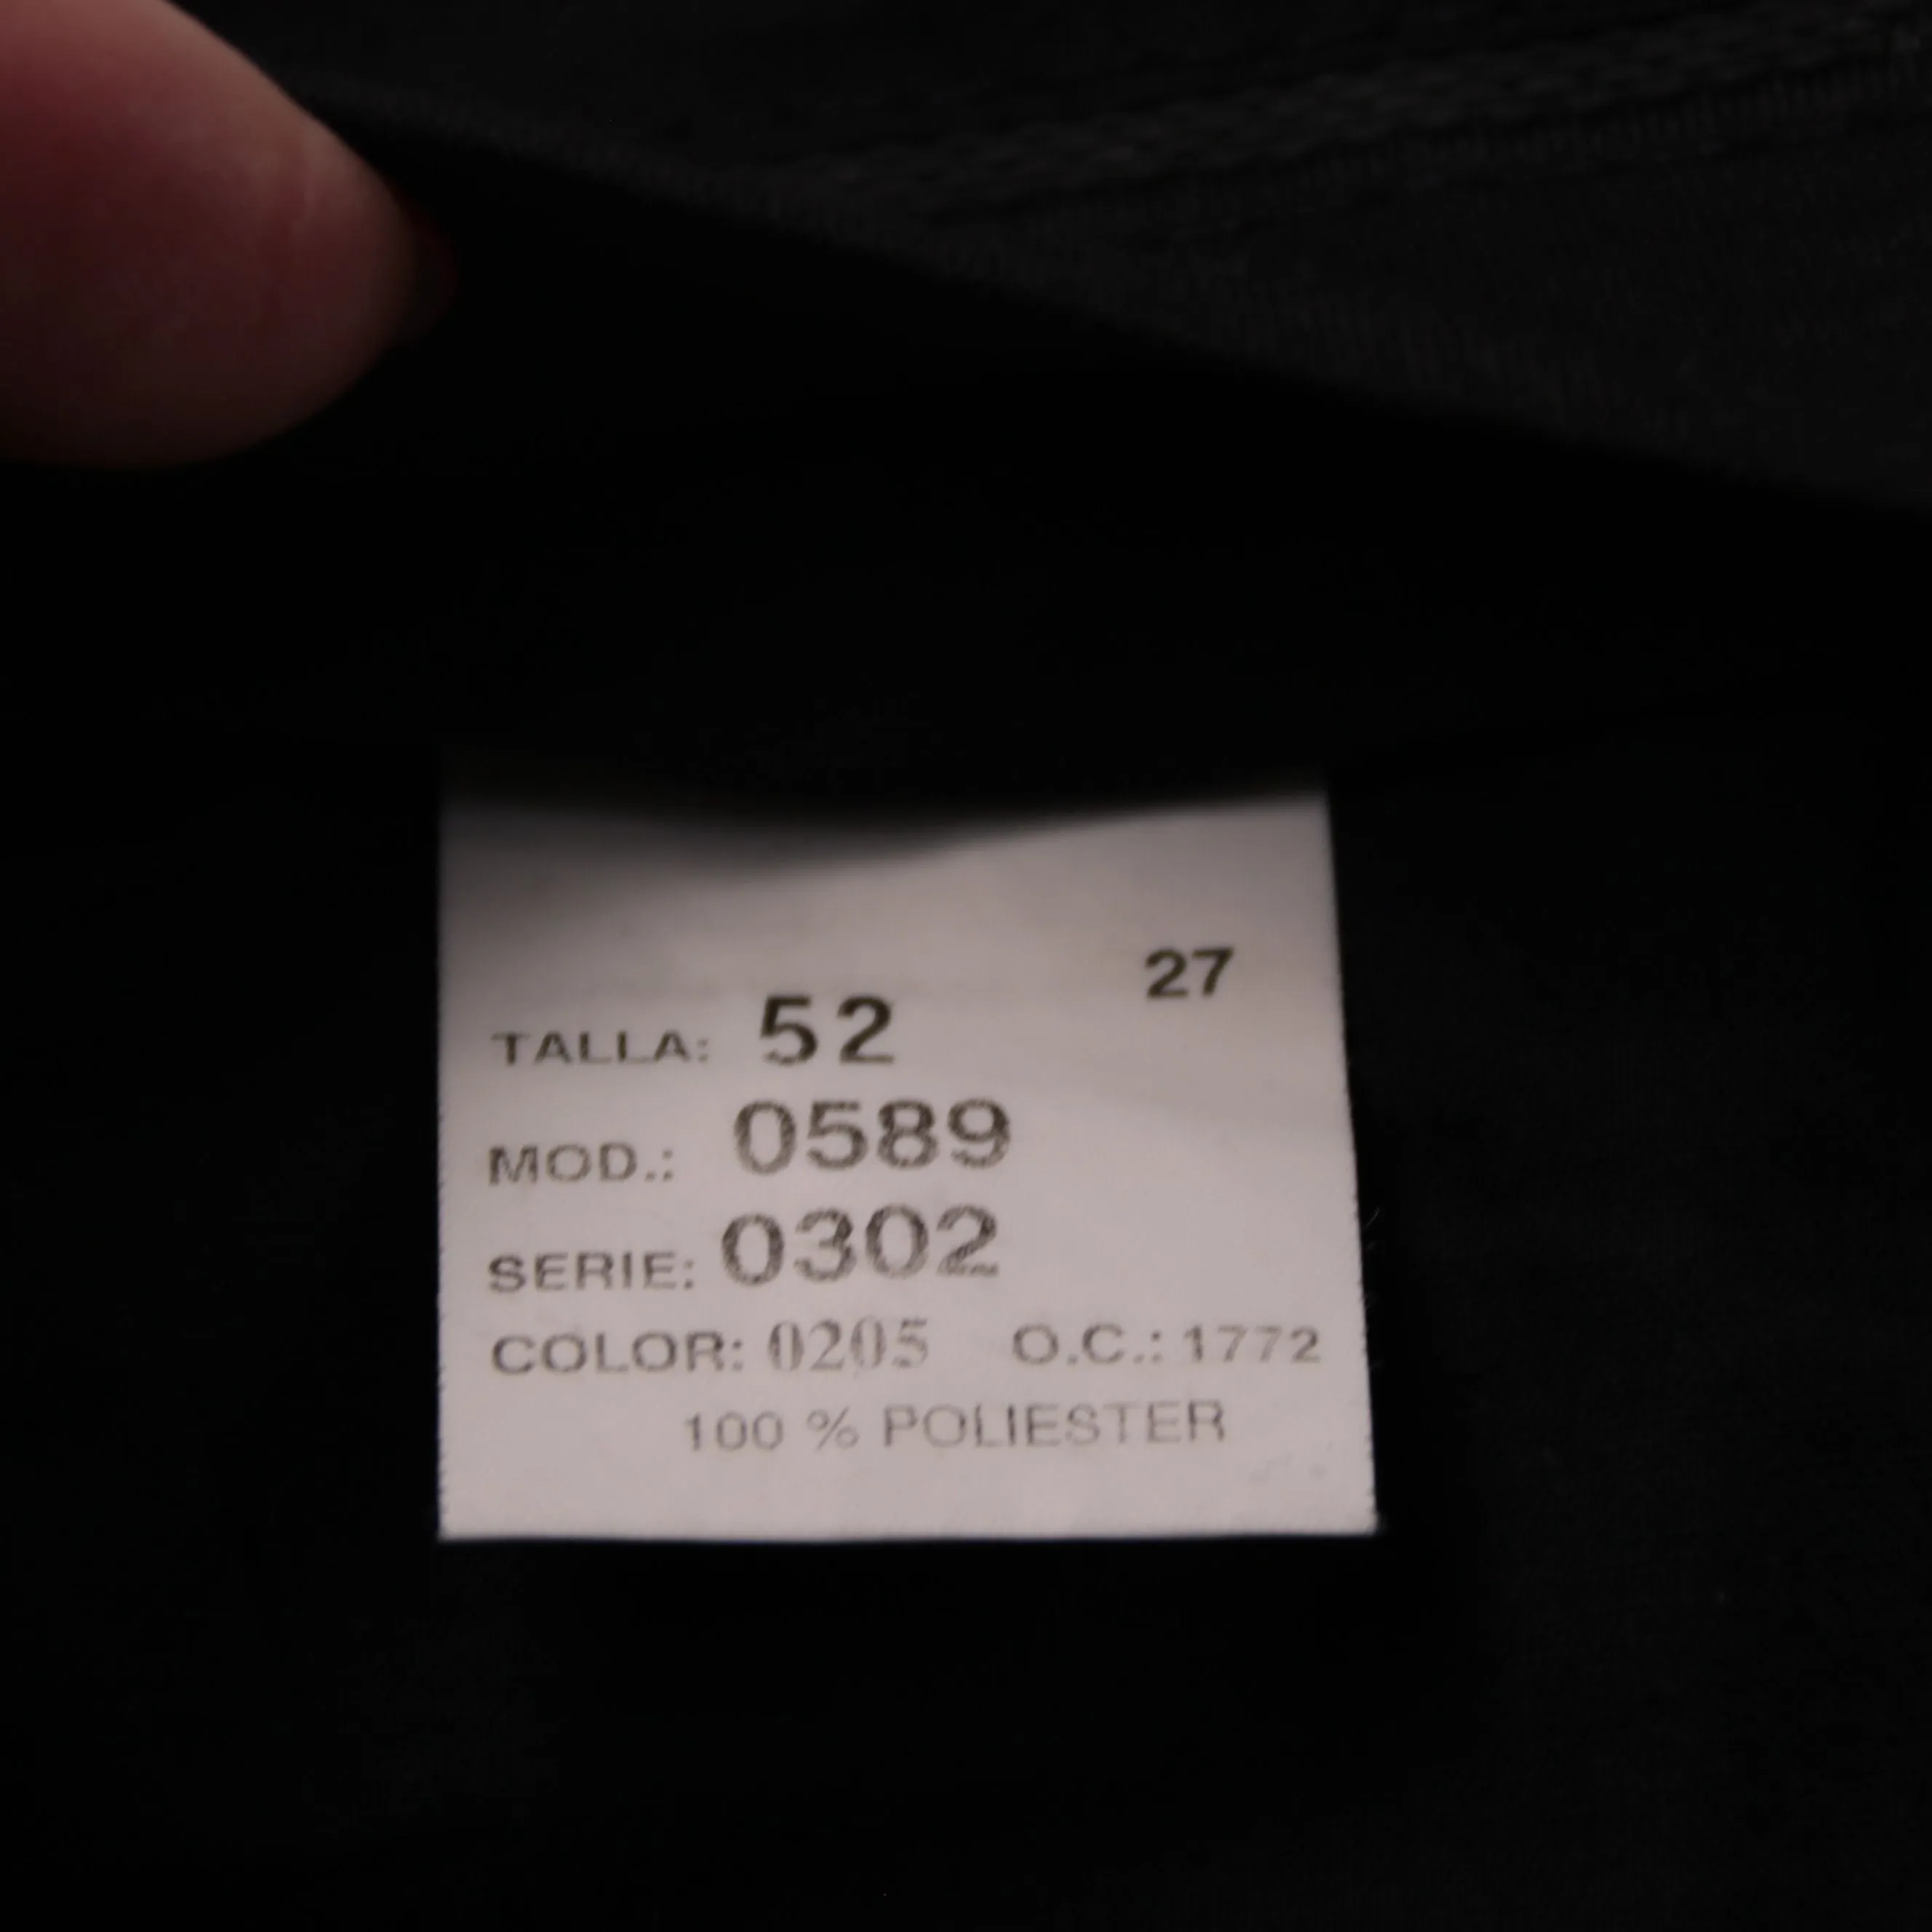 27
TALLA: 52
MOD.: 0589
SERIE: 0302
COLOR: 0205 O.C.: 1772
100 % POLIESTER